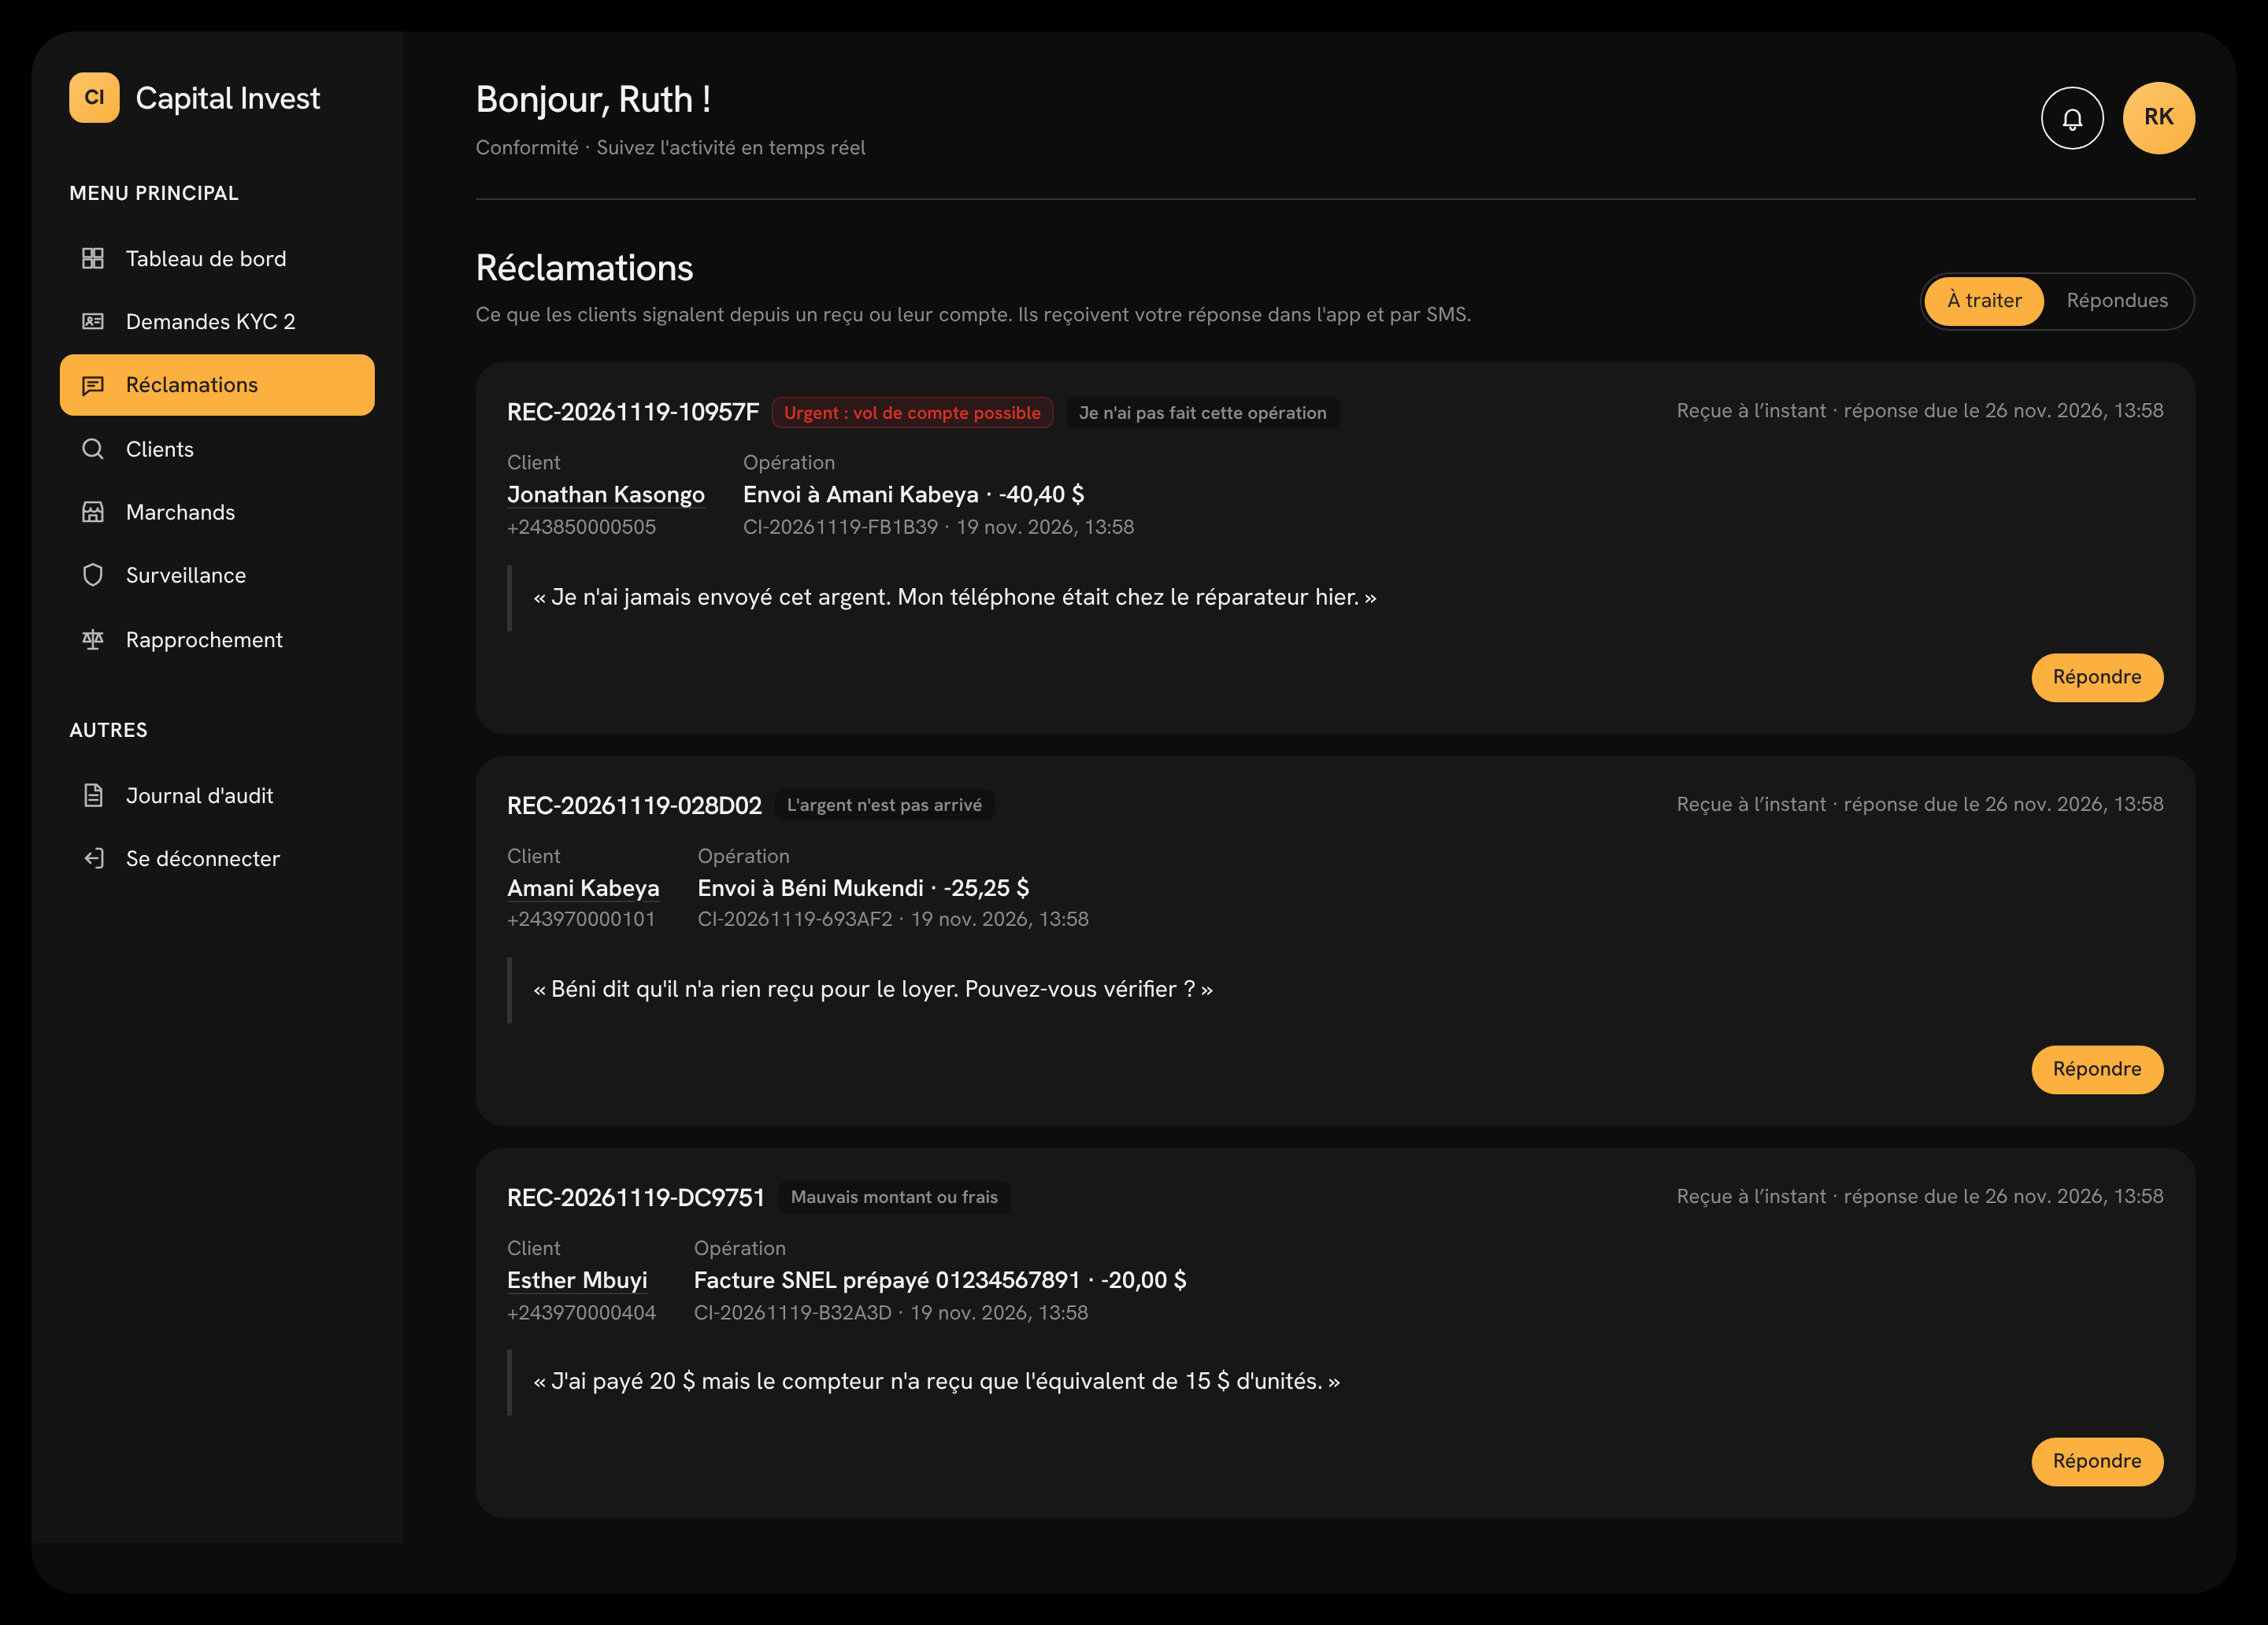 CI Capital Invest
MENU PRINCIPAL
Tableau de bord
Demandes KYC 2
Réclamations
Clients
Marchands
Surveillance
Rapprochement
AUTRES
Journal d'audit
Se déconnecter
Bonjour, Ruth !
Conformité · Suivez l'activité en temps réel
RK
Réclamations
Ce que les clients signalent depuis un reçu ou leur compte. Ils reçoivent votre réponse dans l'app et par SMS.
À traiter Répondues
REC-20261119-10957F Urgent : vol de compte possible Je n'ai pas fait cette opération Reçue à l’instant · réponse due le 26 nov. 2026, 13:58
Client Opération
Jonathan Kasongo Envoi à Amani Kabeya · -40,40 $
+243850000505 CI-20261119-FB1B39 · 19 nov. 2026, 13:58
« Je n'ai jamais envoyé cet argent. Mon téléphone était chez le réparateur hier. »
Répondre
REC-20261119-028D02 L'argent n'est pas arrivé Reçue à l’instant · réponse due le 26 nov. 2026, 13:58
Client Opération
Amani Kabeya Envoi à Béni Mukendi · -25,25 $
+243970000101 CI-20261119-693AF2 · 19 nov. 2026, 13:58
« Béni dit qu'il n'a rien reçu pour le loyer. Pouvez-vous vérifier ? »
Répondre
REC-20261119-DC9751 Mauvais montant ou frais Reçue à l’instant · réponse due le 26 nov. 2026, 13:58
Client Opération
Esther Mbuyi Facture SNEL prépayé 01234567891 · -20,00 $
+243970000404 CI-20261119-B32A3D · 19 nov. 2026, 13:58
« J'ai payé 20 $ mais le compteur n'a reçu que l'équivalent de 15 $ d'unités. »
Répondre